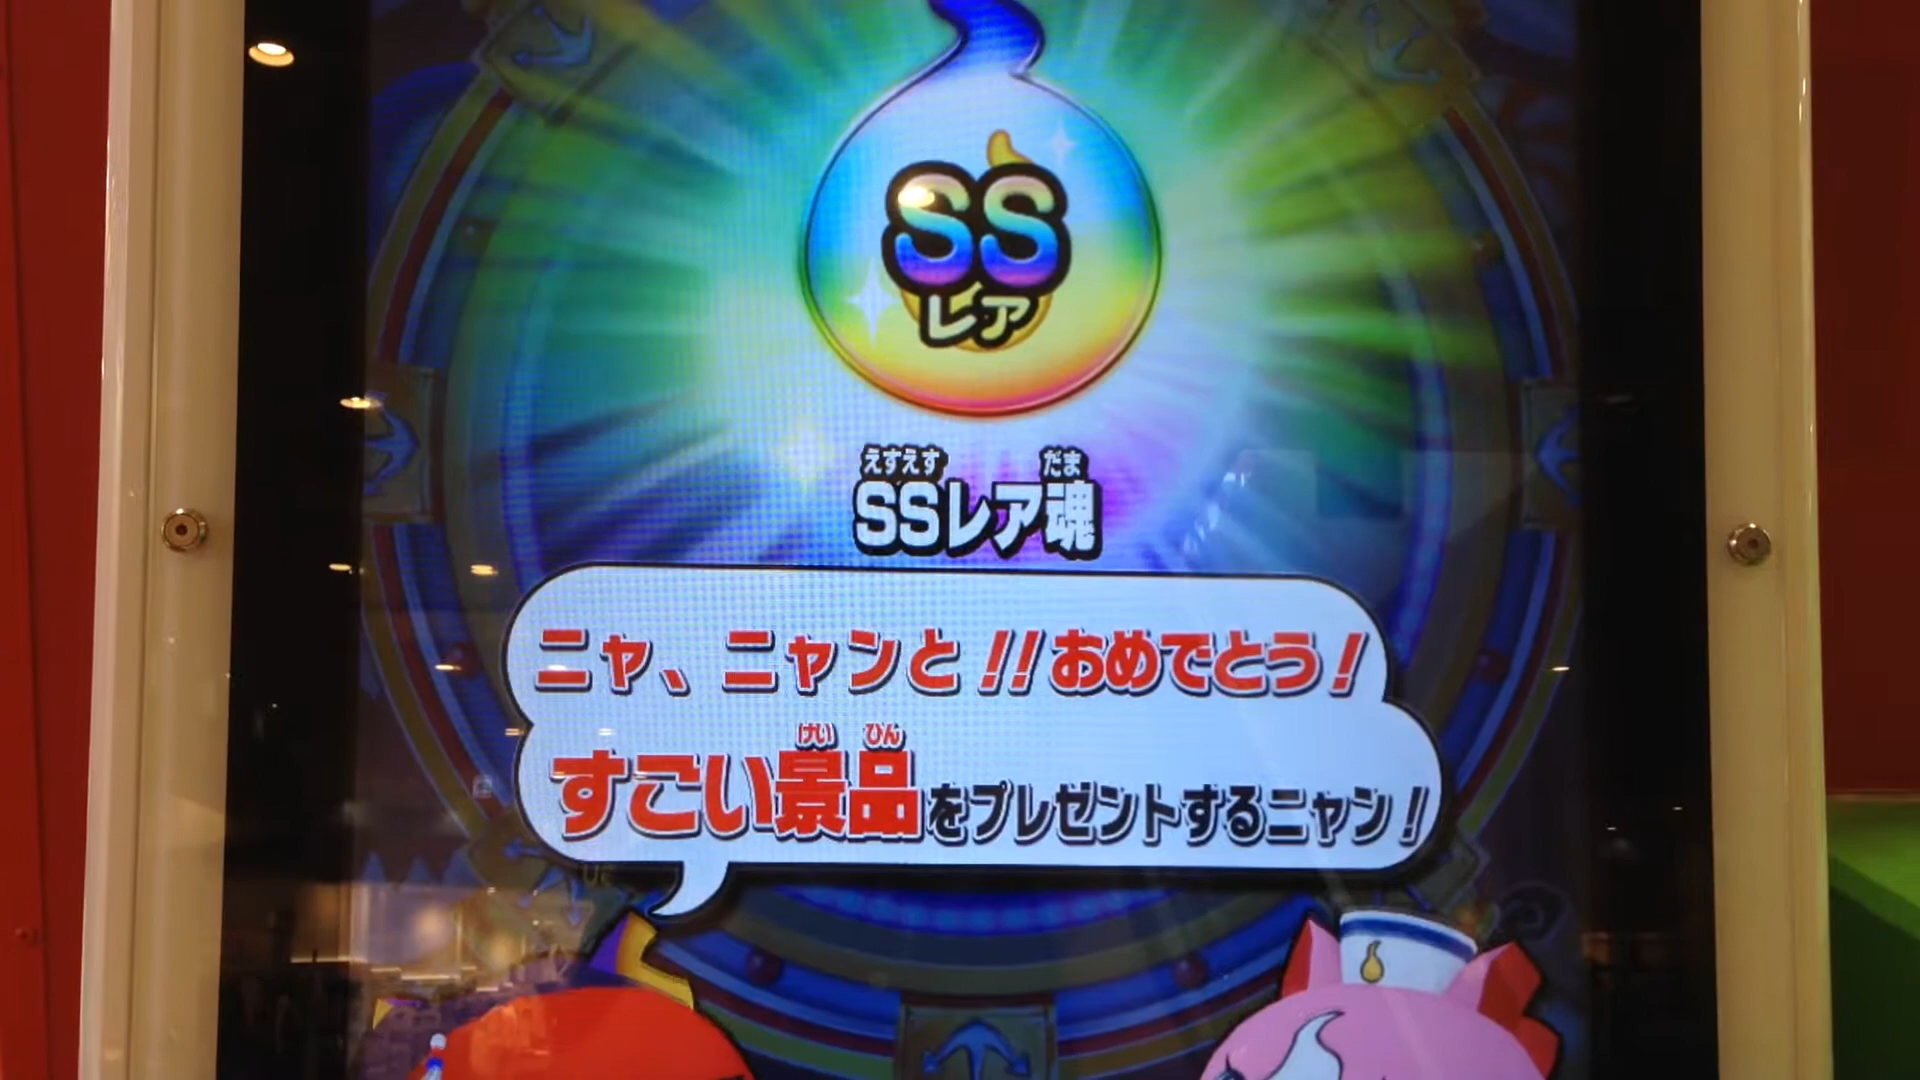 SS
レア
えすえす だま
SSレア魂
ニャ、ニャンと!!おめでとう!
けい ひん
すごい景品をプレゼントするニャン!